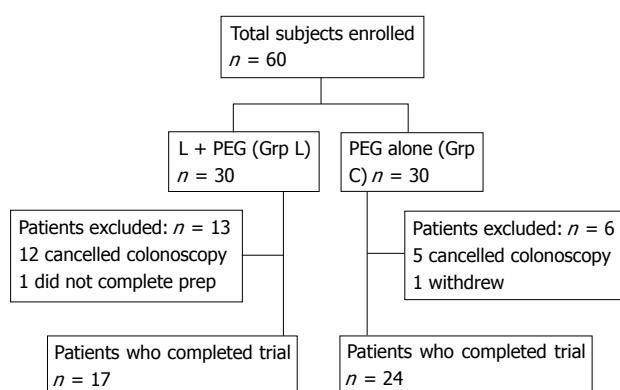 Total subjects enrolled
n = 60
L + PEG (Grp L)
n = 30
PEG alone (Grp
C) n = 30
Patients excluded: n = 13
12 cancelled colonoscopy
1 did not complete prep
Patients excluded: n = 6
5 cancelled colonoscopy
1 withdrew
Patients who completed trial
n = 17
Patients who completed trial
n = 24